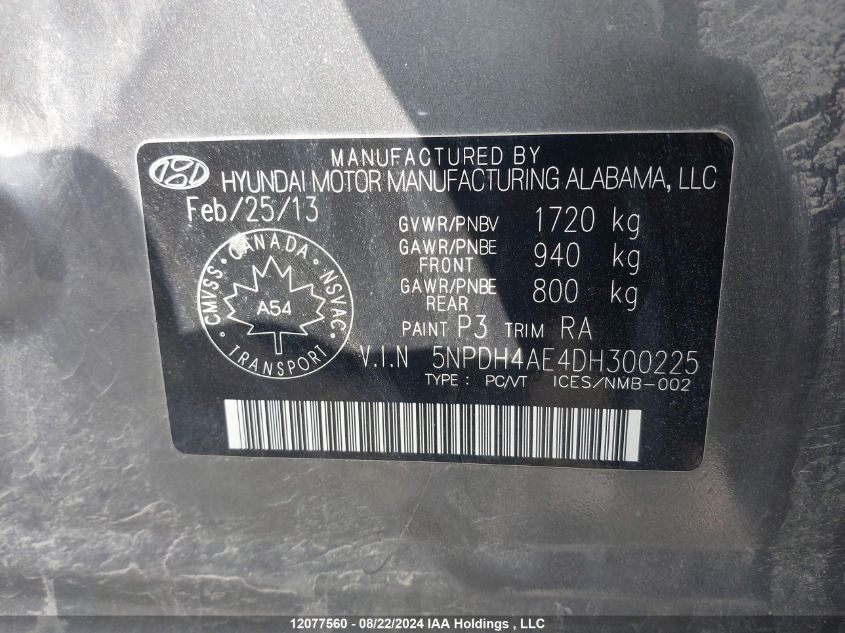 MANUFACTURED BY
HYUNDAI MOTOR MANUFACTURING ALABAMA, LLC
Feb/25/13
GVWR/PNBV 1720 kg
GAWR/PNBE FRONT 940 kg
GAWR/PNBE REAR 800 kg
PAINT P3 TRIM RA
CMVSS · CANADA · NSVAC
A54
· TRANSPORT ·
V.I.N 5NPDH4AE4DH300225
TYPE : PC/VT ICES/NMB-002
12077560 - 08/22/2024 IAA Holdings , LLC